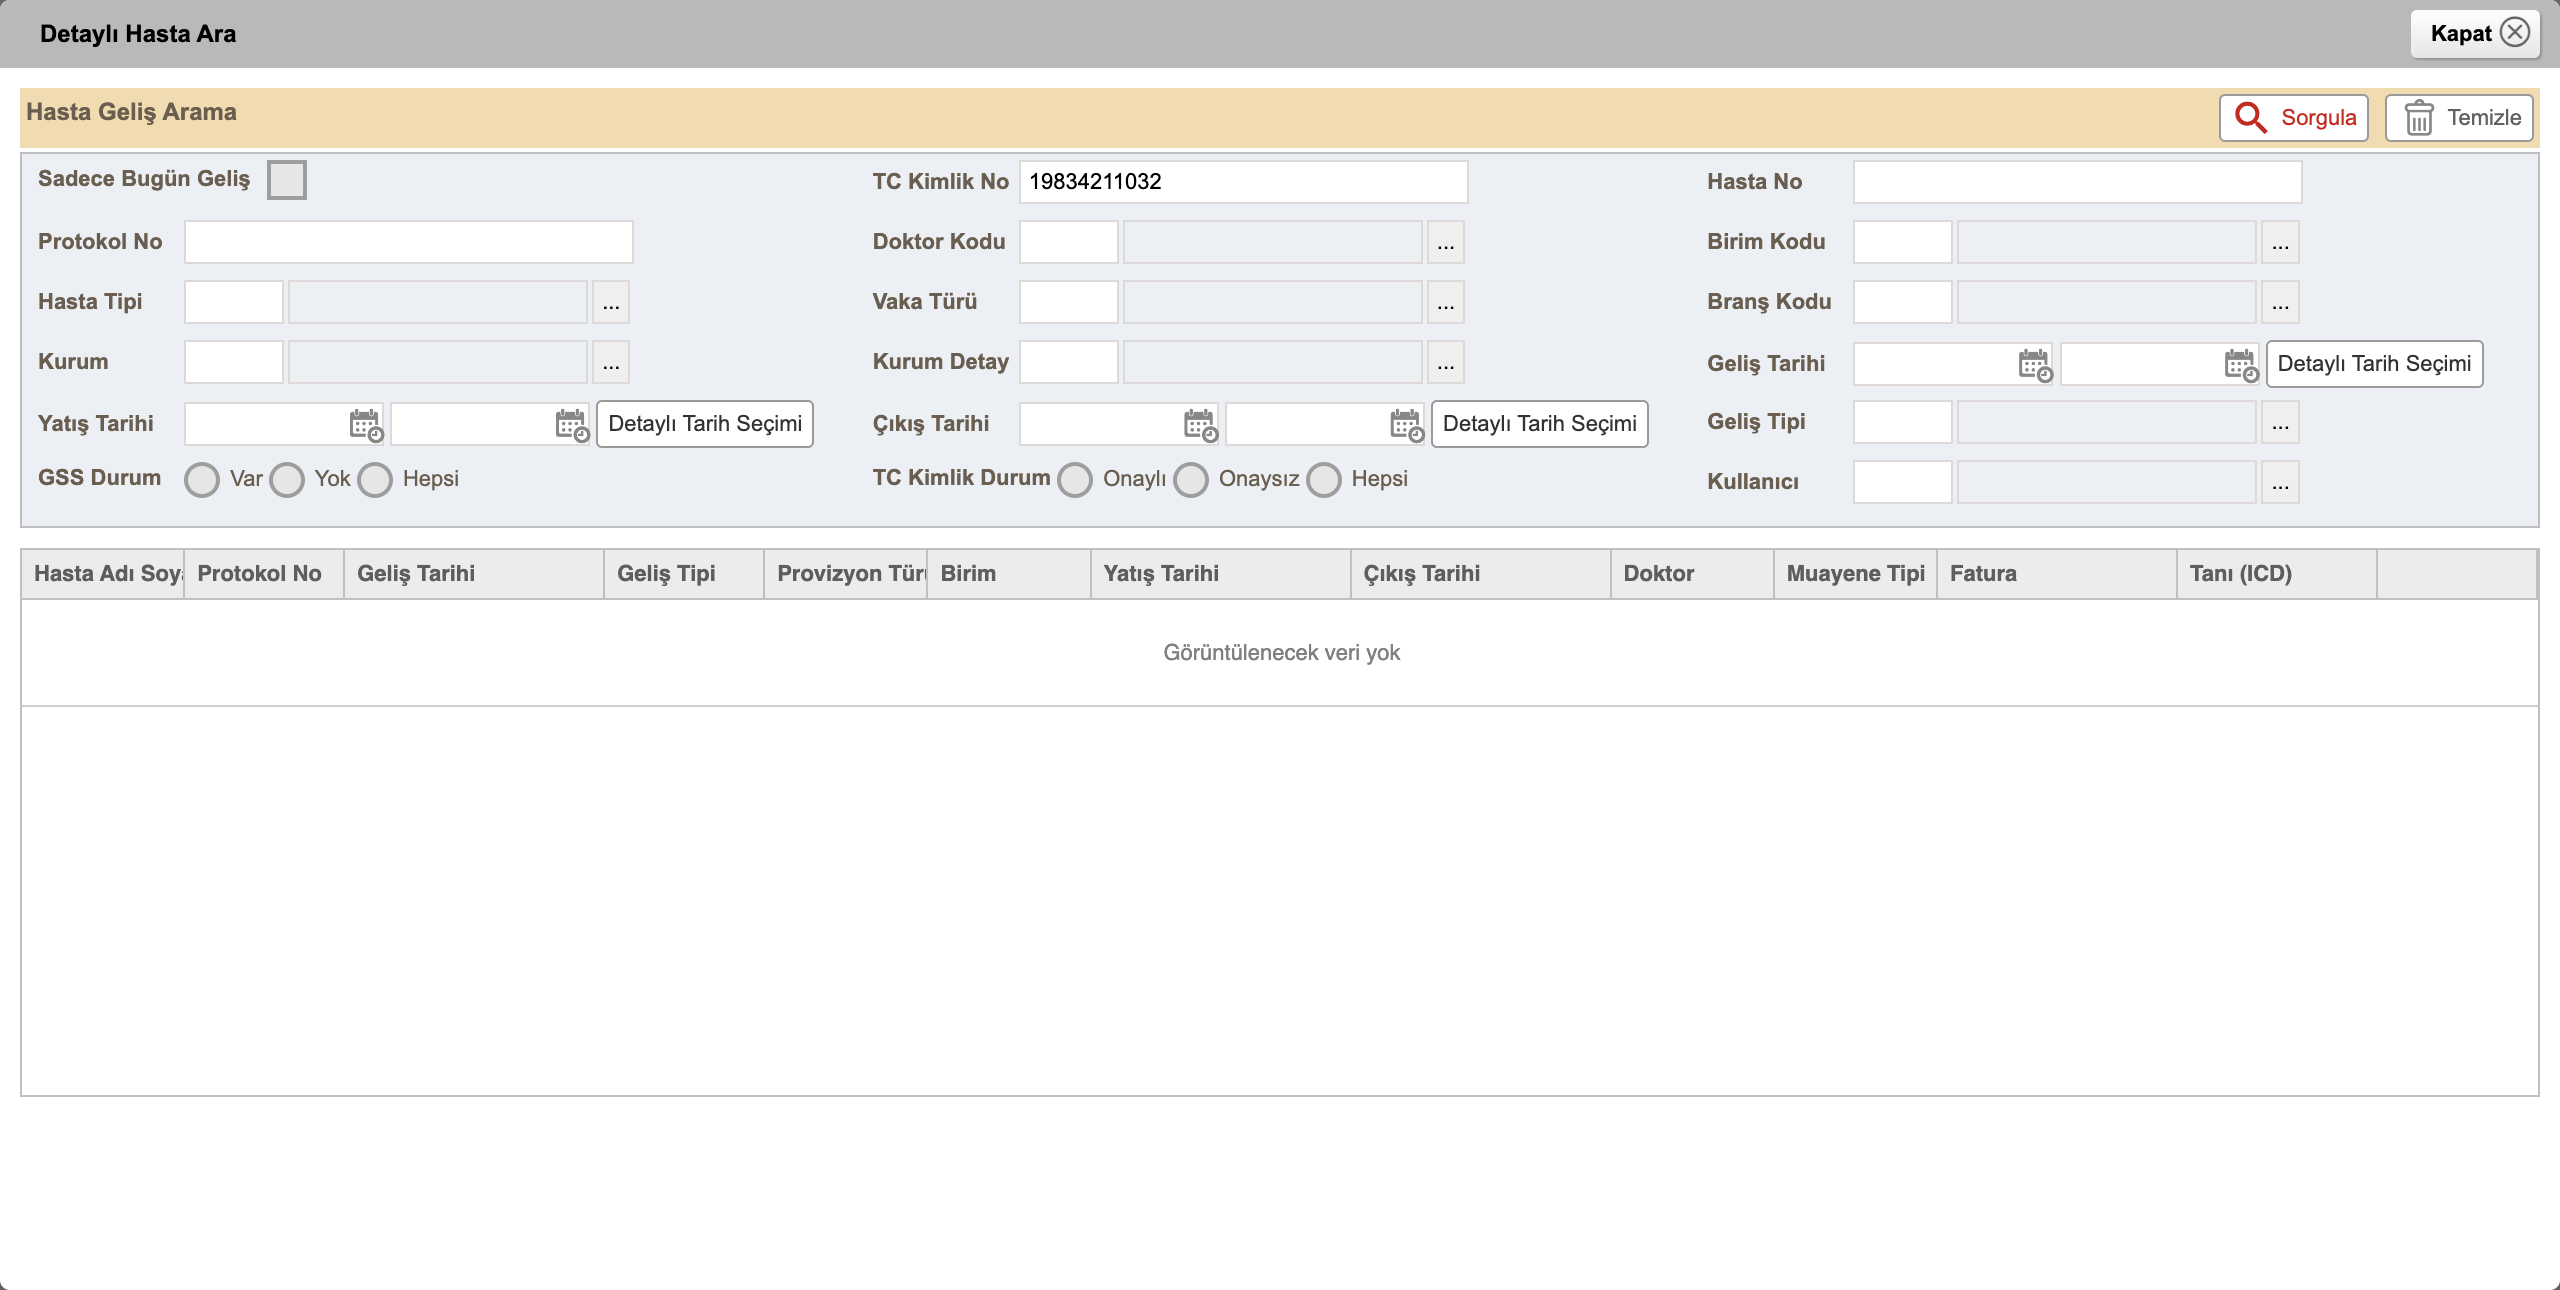 Detaylı Hasta Ara
Kapat
Hasta Geliş Arama
Sorgula
Temizle
Sadece Bugün Geliş
TC Kimlik No 19834211032
Hasta No
Protokol No
Doktor Kodu ...
Birim Kodu ...
Hasta Tipi ...
Vaka Türü ...
Branş Kodu ...
Kurum ...
Kurum Detay ...
Geliş Tarihi Detaylı Tarih Seçimi
Yatış Tarihi Detaylı Tarih Seçimi
Çıkış Tarihi Detaylı Tarih Seçimi
Geliş Tipi ...
GSS Durum Var Yok Hepsi
TC Kimlik Durum Onaylı Onaysız Hepsi
Kullanıcı ...
Hasta Adı Soy Protokol No Geliş Tarihi Geliş Tipi Provizyon Tür Birim Yatış Tarihi Çıkış Tarihi Doktor Muayene Tipi Fatura Tanı (ICD)
Görüntülenecek veri yok